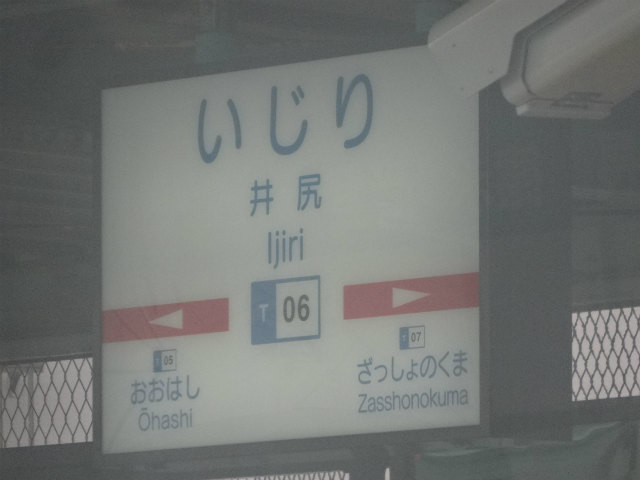 いじり
井尻
Ijiri
T 06
T 05
T 07
おおはし
Ōhashi
ざっしょのくま
Zasshonokuma